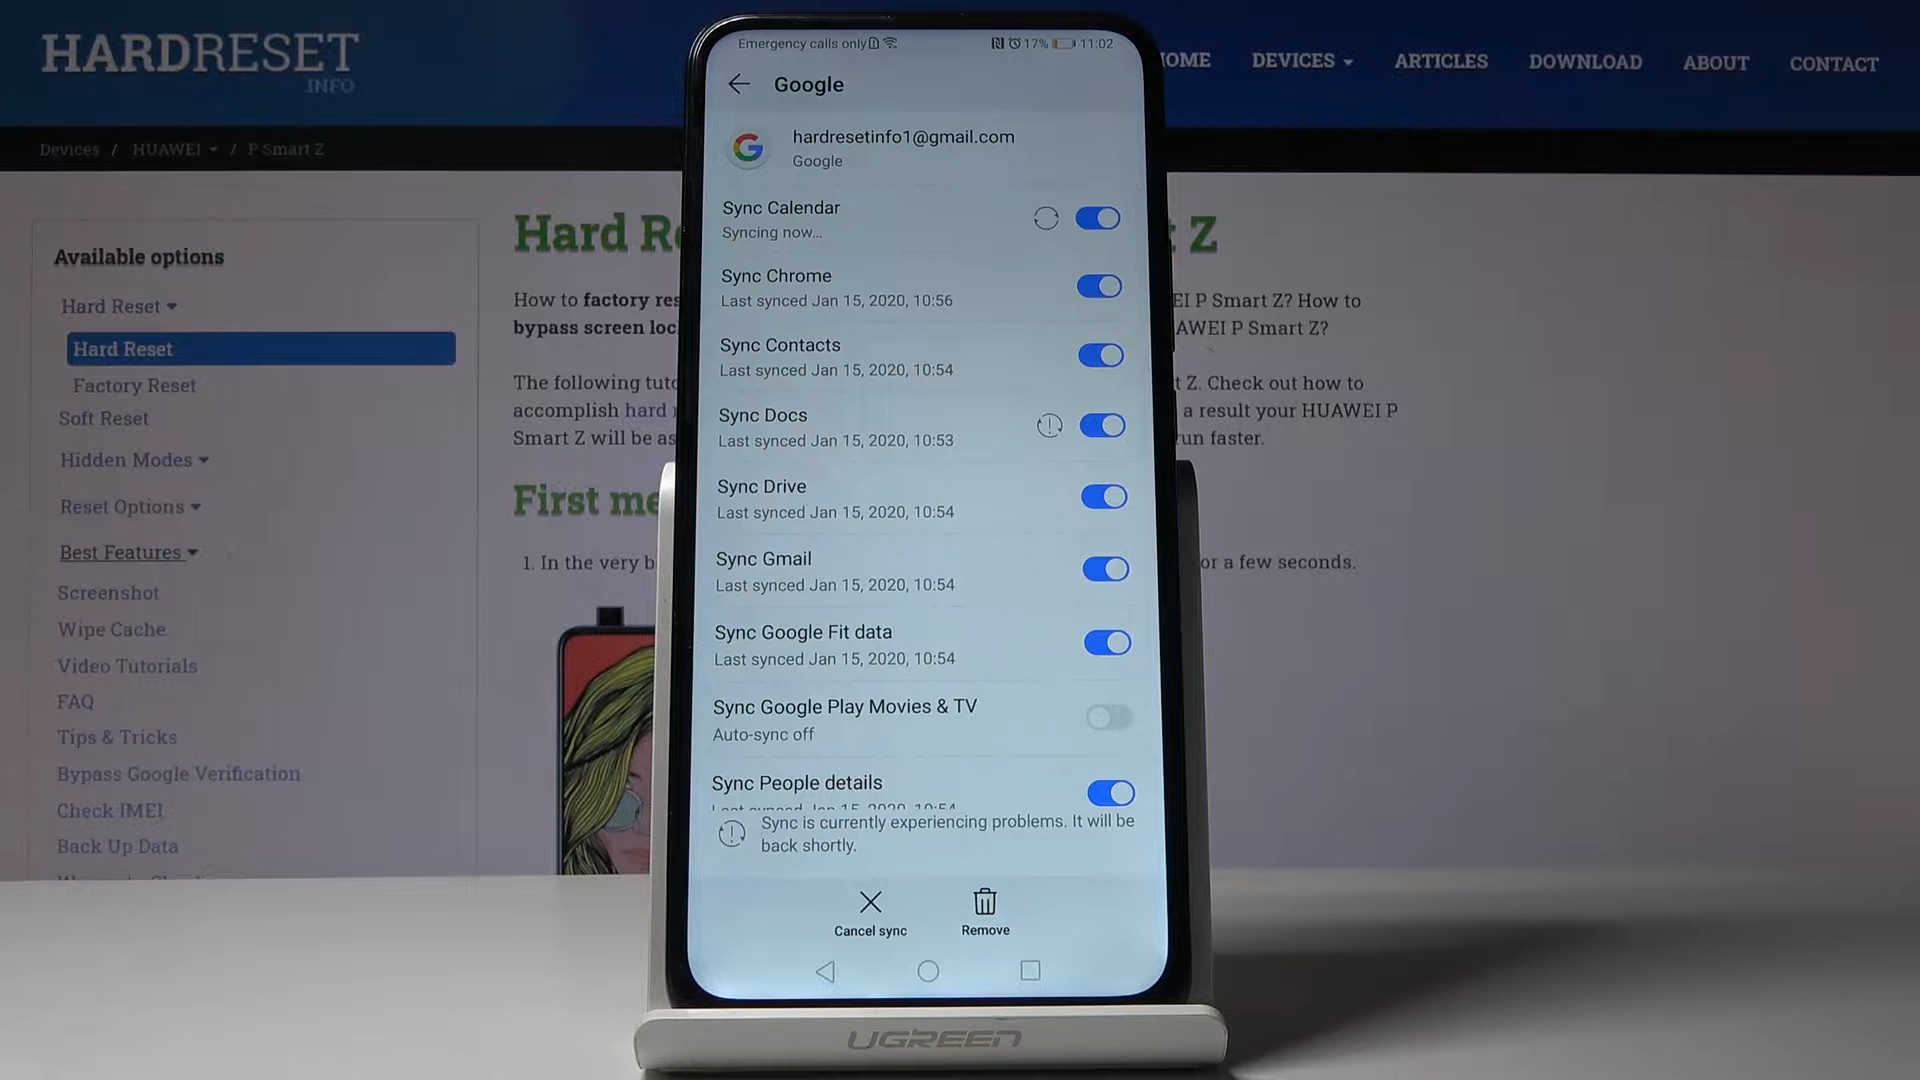 HARDRESET
.INFO
HOME
DEVICES
ARTICLES
DOWNLOAD
ABOUT
CONTACT
Devices / HUAWEI / P Smart Z
Available options
Hard Reset
Hard Reset
Factory Reset
Soft Reset
Hidden Modes
Reset Options
Best Features
Screenshot
Wipe Cache
Video Tutorials
FAQ
Tips & Tricks
Bypass Google Verification
Check IMEI
Back Up Data
Hard Re
t Z
How to factory res
EI P Smart Z? How to
bypass screen loc
AWEI P Smart Z?
The following tuto
t Z. Check out how to
accomplish hard r
a result your HUAWEI P
Smart Z will be as
run faster.
First me
1. In the very b
or a few seconds.
Emergency calls only
17%
11:02
Google
hardresetinfo1@gmail.com
Google
Sync Calendar
Syncing now...
Sync Chrome
Last synced Jan 15, 2020, 10:56
Sync Contacts
Last synced Jan 15, 2020, 10:54
Sync Docs
Last synced Jan 15, 2020, 10:53
Sync Drive
Last synced Jan 15, 2020, 10:54
Sync Gmail
Last synced Jan 15, 2020, 10:54
Sync Google Fit data
Last synced Jan 15, 2020, 10:54
Sync Google Play Movies & TV
Auto-sync off
Sync People details
Last synced Jan 15, 2020, 10:54
Sync is currently experiencing problems. It will be
back shortly.
Cancel sync
Remove
UGREEN